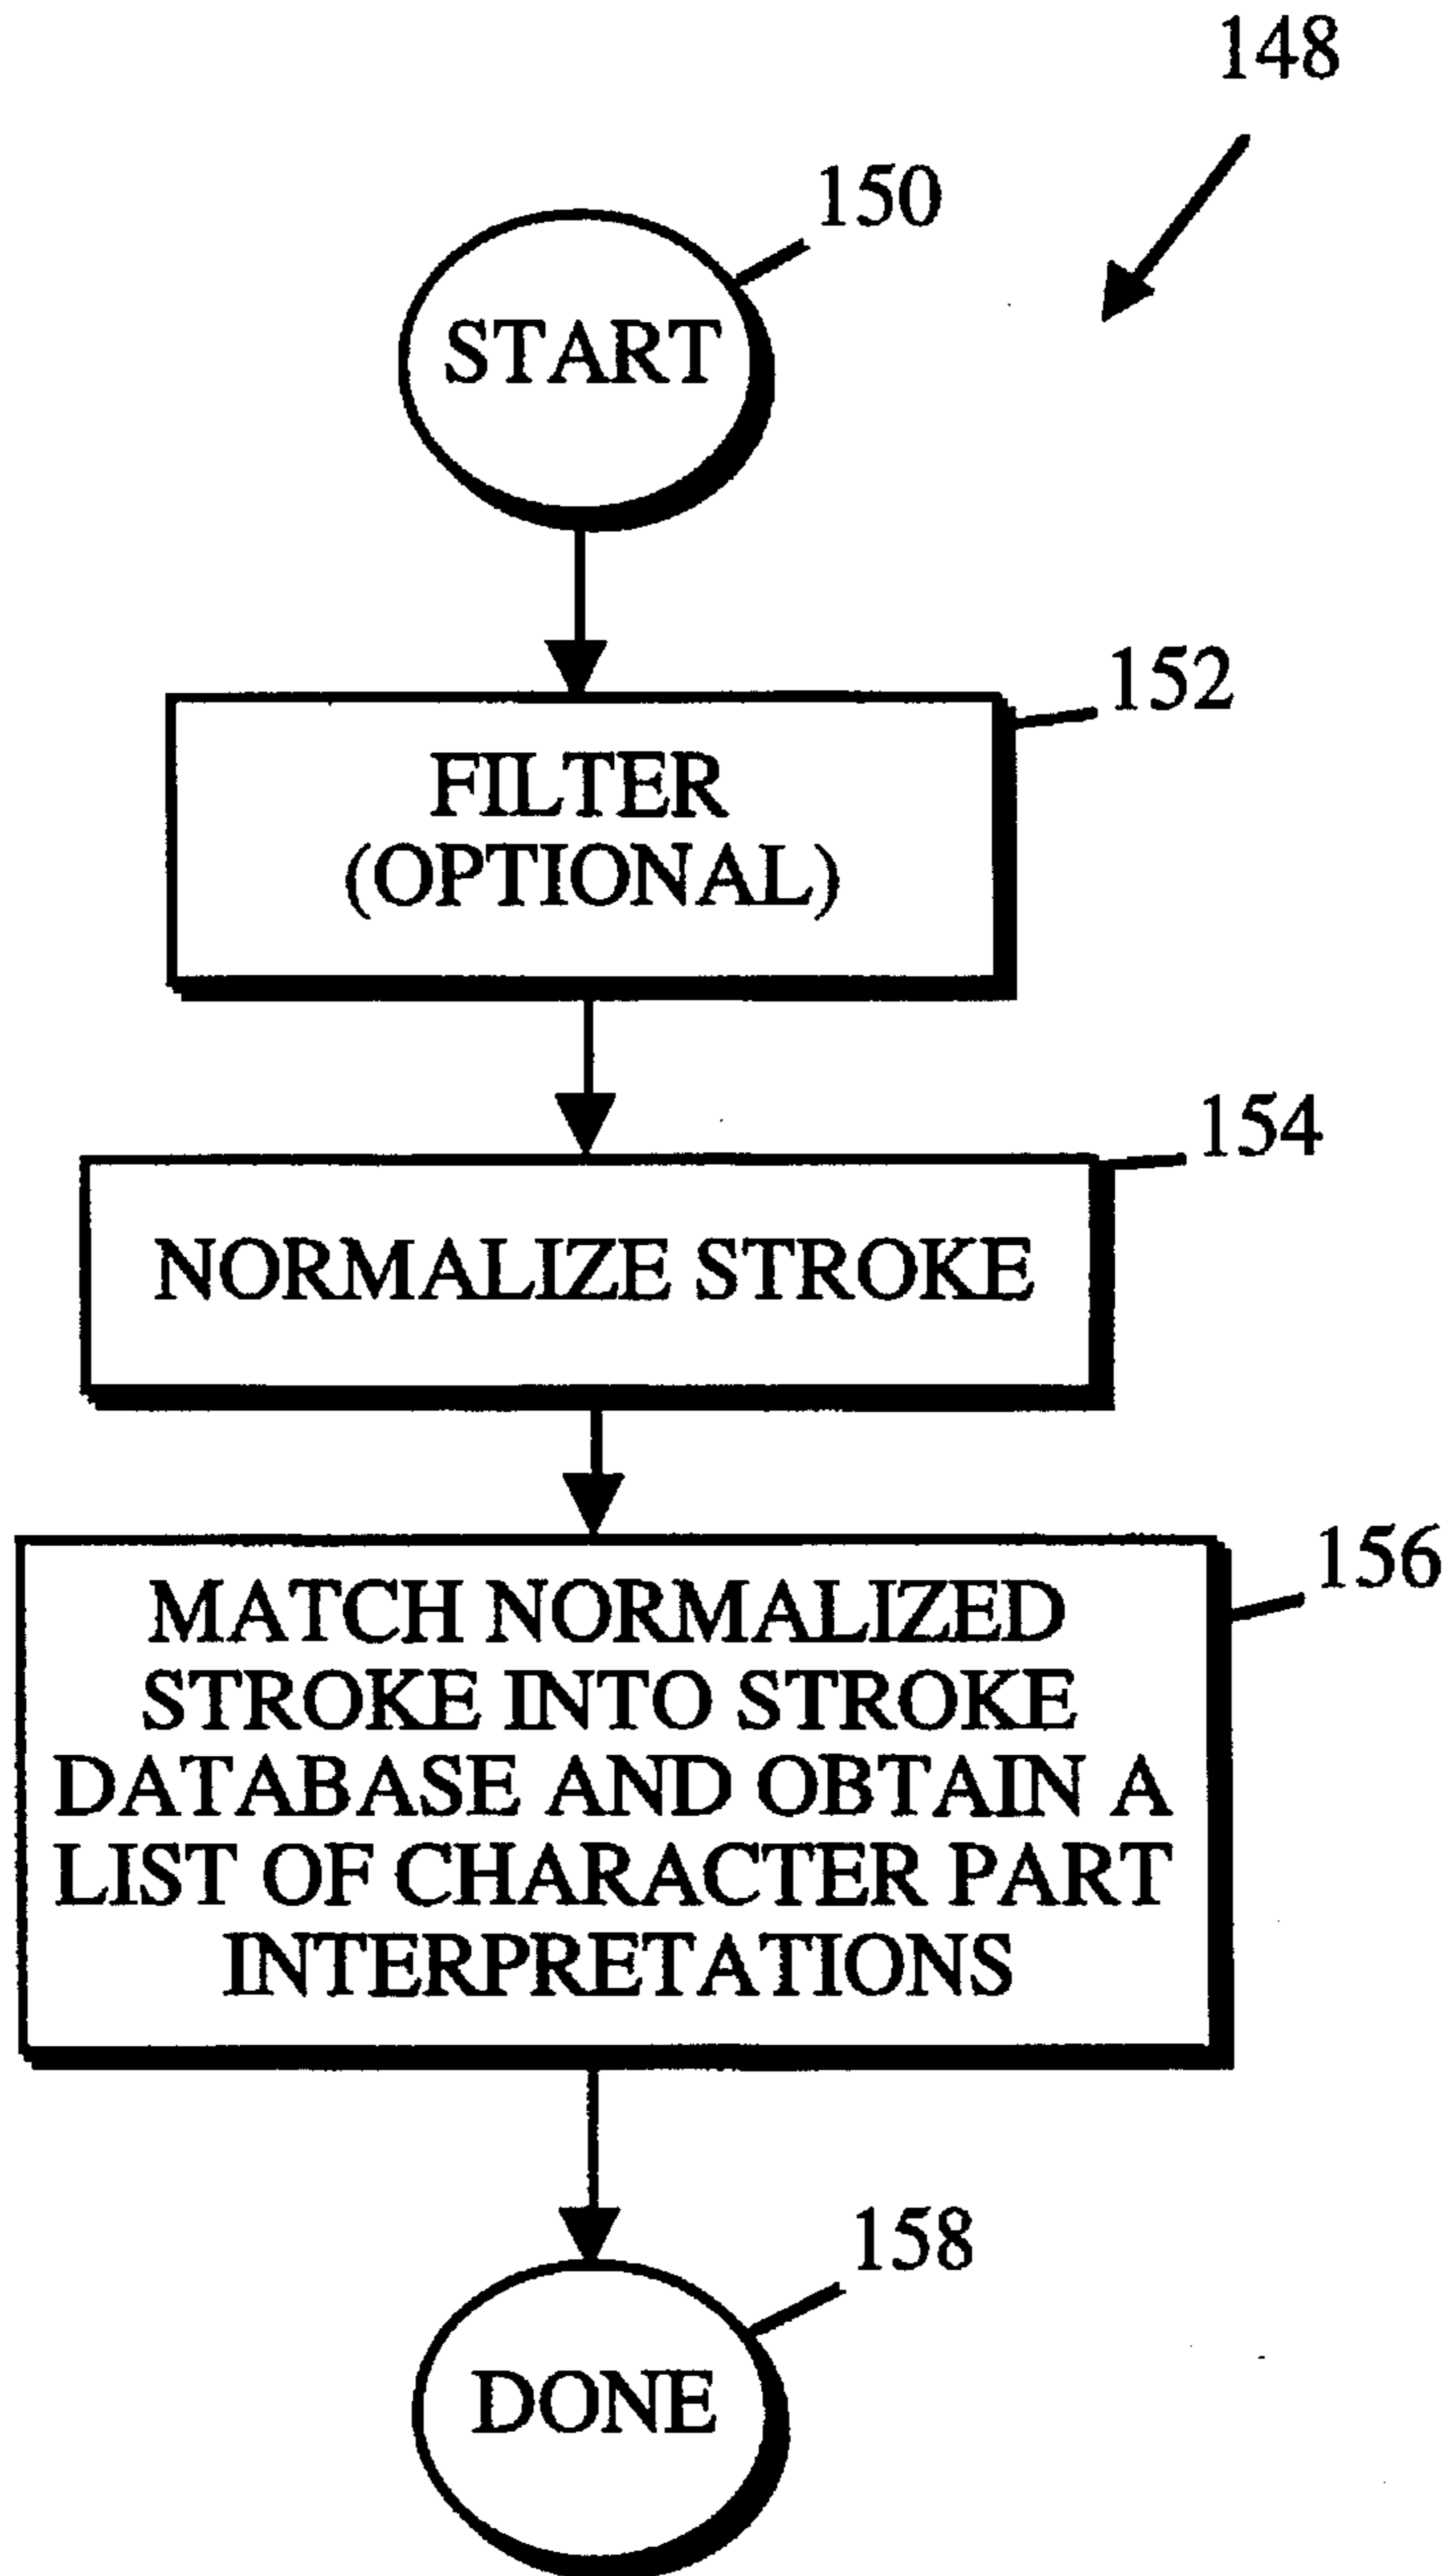 148
150
START
152
FILTER
(OPTIONAL)
154
NORMALIZE STROKE
156
MATCH NORMALIZED
STROKE INTO STROKE
DATABASE AND OBTAIN A
LIST OF CHARACTER PART
INTERPRETATIONS
158
DONE